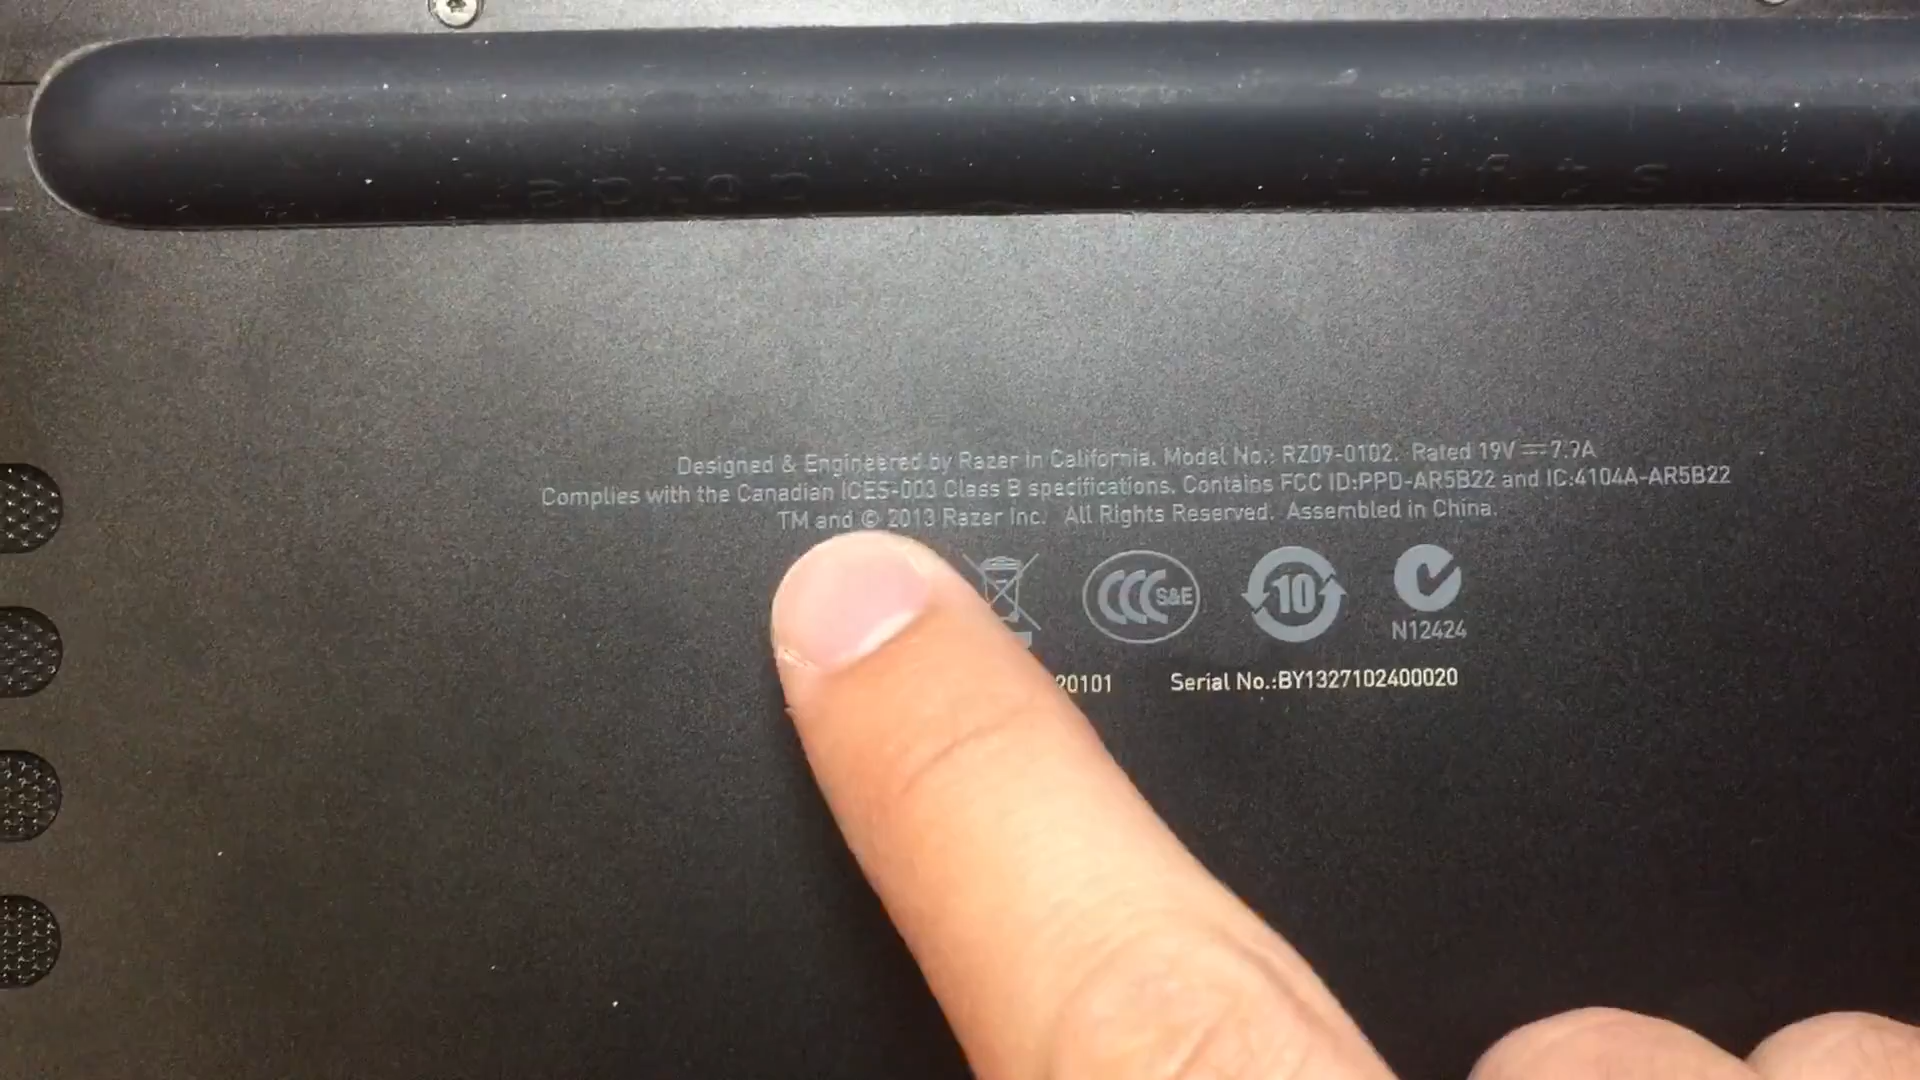 Designed & Engineered by Razer in California. Model No.: RZ09-0102. Rated 19V ⎓ 7.9A
Complies with the Canadian ICES-003 Class B specifications. Contains FCC ID:PPD-AR5B22 and IC:4104A-AR5B22
TM and © 2013 Razer Inc. All Rights Reserved. Assembled in China.
CCC S&E
10
N12424
20101 Serial No.:BY1327102400020